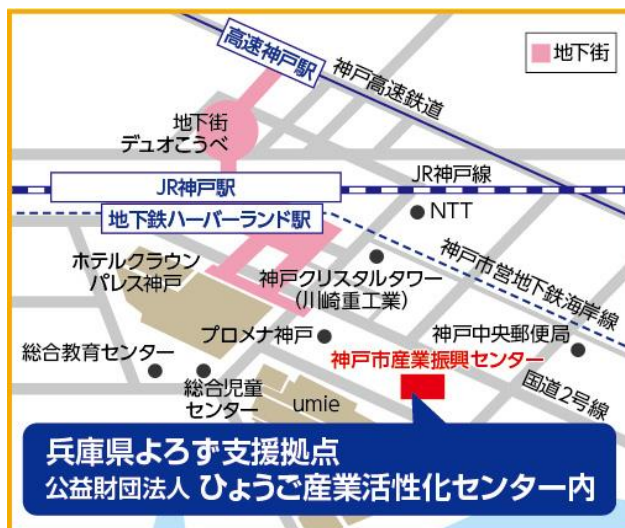 高速神戸駅
神戸高速鉄道
地下街
地下街
デュオこうべ
JR神戸駅
JR神戸線
地下鉄ハーバーランド駅
NTT
神戸市営地下鉄海岸線
ホテルクラウン
パレス神戸
神戸クリスタルタワー
(川崎重工業)
プロメナ神戸
神戸中央郵便局
総合教育センター
神戸市産業振興センター
総合児童
センター
umie
国道2号線
兵庫県よろず支援拠点
公益財団法人 ひょうご産業活性化センター内